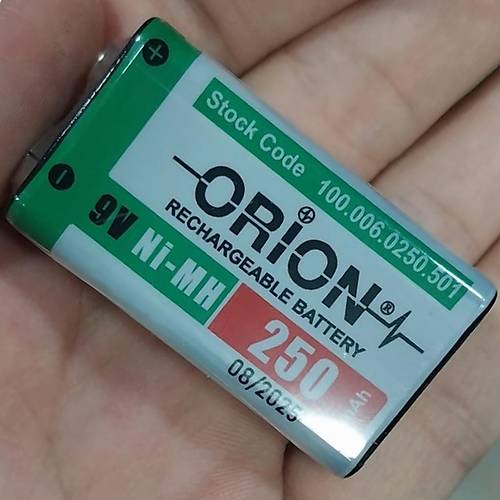 +
-
Stock Code 100.006.0250.501
ORION®
RECHARGEABLE BATTERY
9V Ni-MH 250 mAh
08/2025